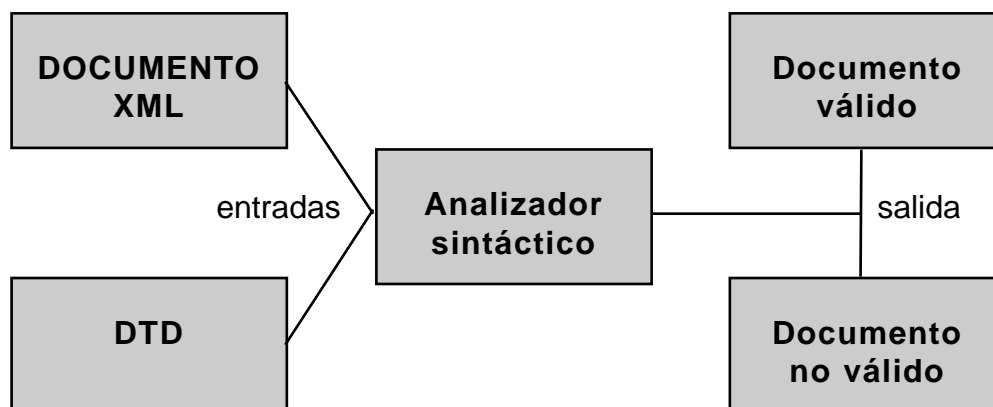 DOCUMENTO
XML
Documento
válido
entradas
Analizador
sintáctico
salida
DTD
Documento
no válido